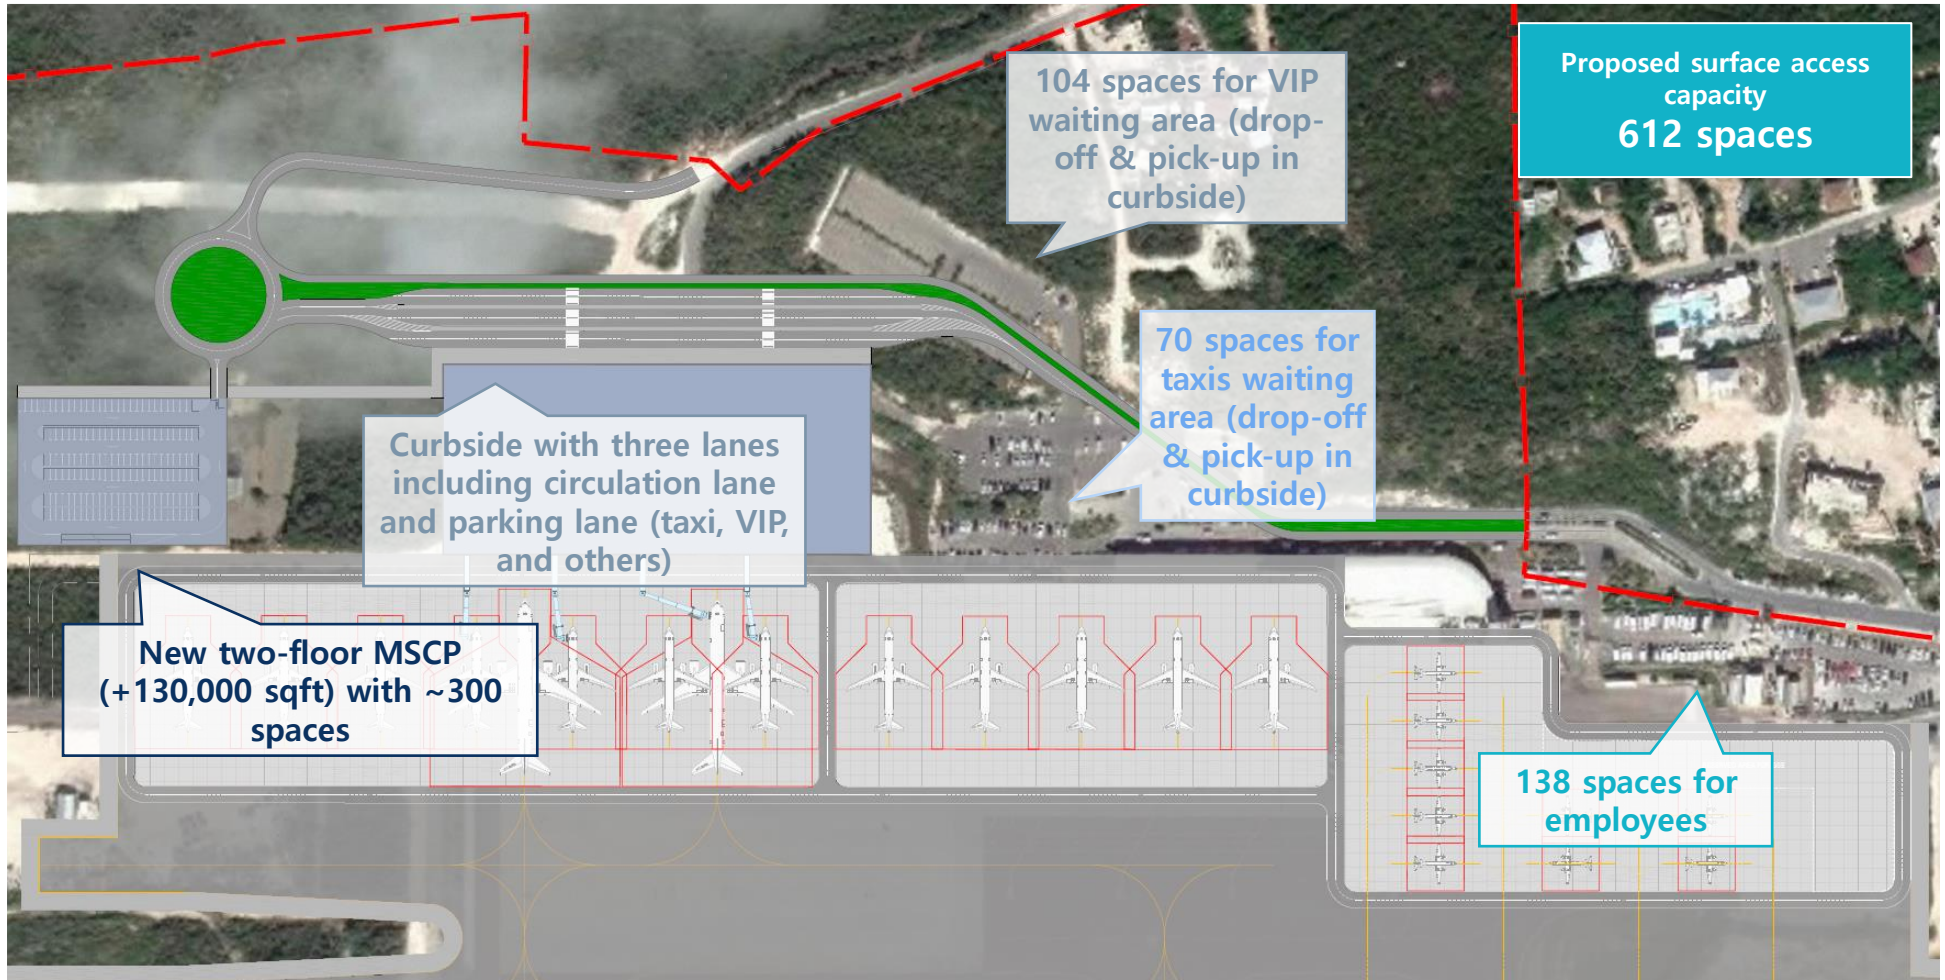 104 spaces for VIP
waiting area (drop-
off & pick-up in
curbside)
Proposed surface access
capacity
612 spaces
70 spaces for
taxis waiting
area (drop-off
& pick-up in
curbside)
Curbside with three lanes
including circulation lane
and parking lane (taxi, VIP,
and others)
New two-floor MSCP
(+130,000 sqft) with ~300
spaces
138 spaces for
employees